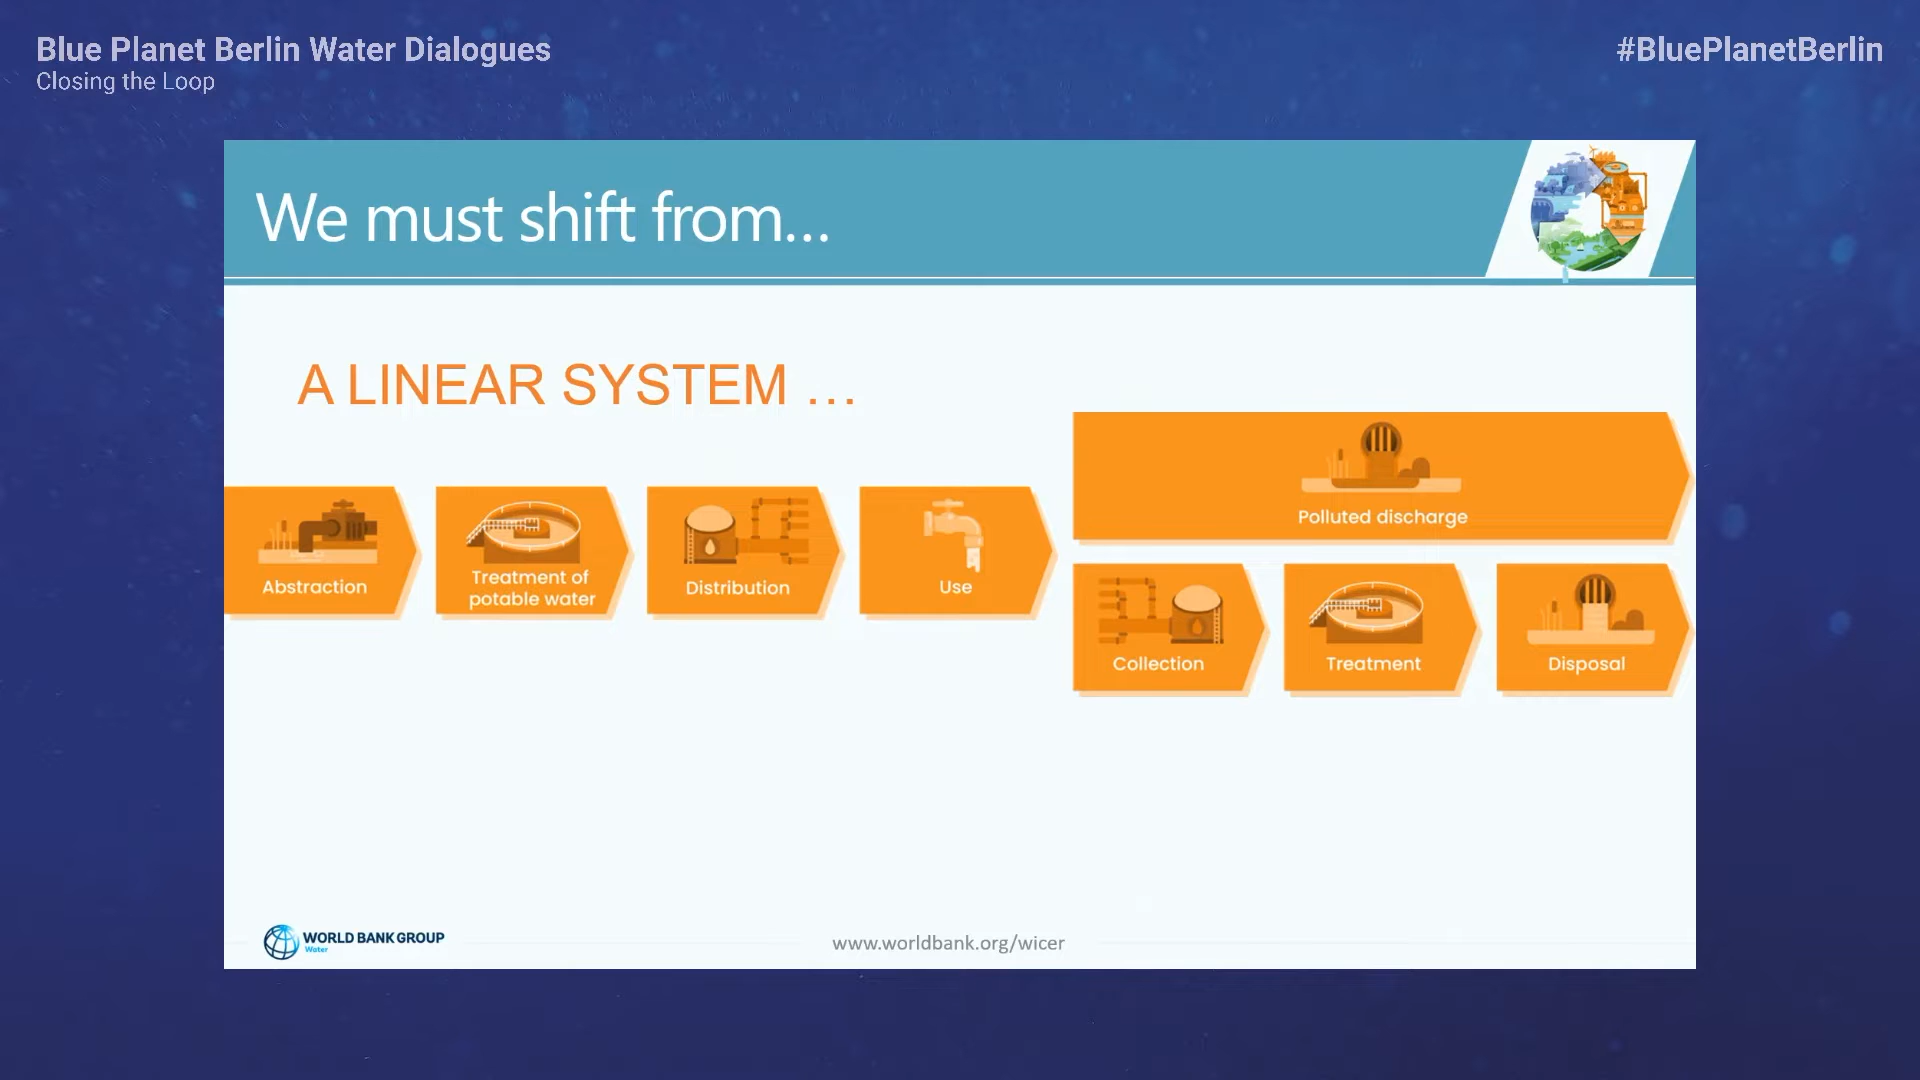 Blue Planet Berlin Water Dialogues
Closing the Loop
#BluePlanetBerlin
We must shift from...
A LINEAR SYSTEM ...
Abstraction
Treatment of
potable water
Distribution
Use
Polluted discharge
Collection
Treatment
Disposal
WORLD BANK GROUP
Water
www.worldbank.org/wicer